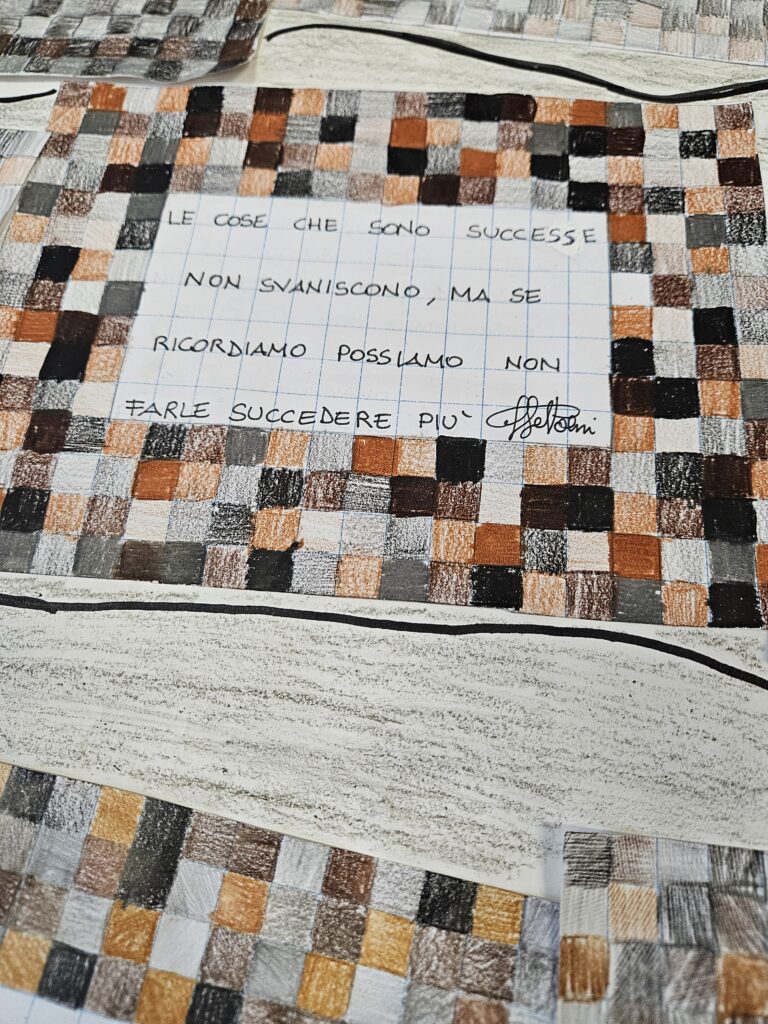 LE COSE CHE SONO SUCCESSE
NON SVANISCONO, MA SE
RICORDIAMO POSSIAMO NON
FARLE SUCCEDERE PIU'